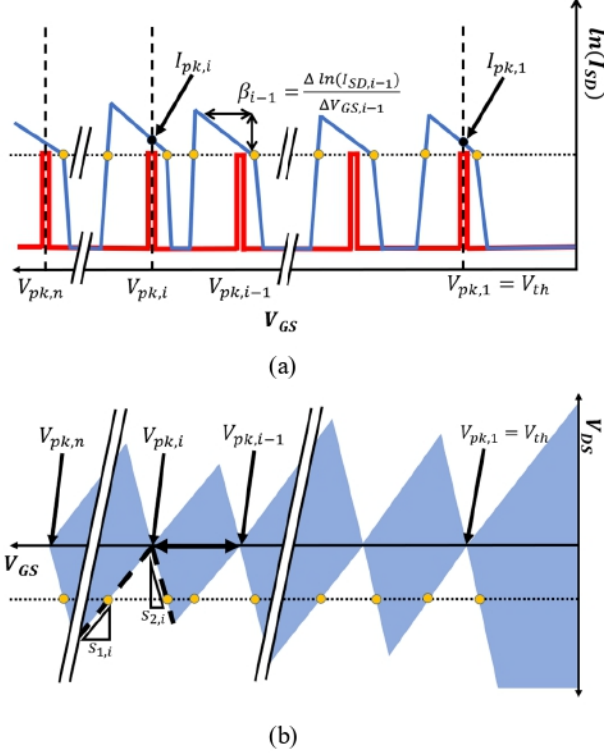 ln(I_{SD})
I_{pk,i}
β_{i−1} = Δ ln(I_{SD,i−1}) / ΔV_{GS,i−1}
I_{pk,1}
V_{pk,n}
V_{pk,i}
V_{pk,i−1}
V_{pk,1} = V_{th}
V_{GS}
(a)
V_{DS}
V_{pk,n}
V_{pk,i}
V_{pk,i−1}
V_{pk,1} = V_{th}
V_{GS}
s_{1,i}
s_{2,i}
(b)